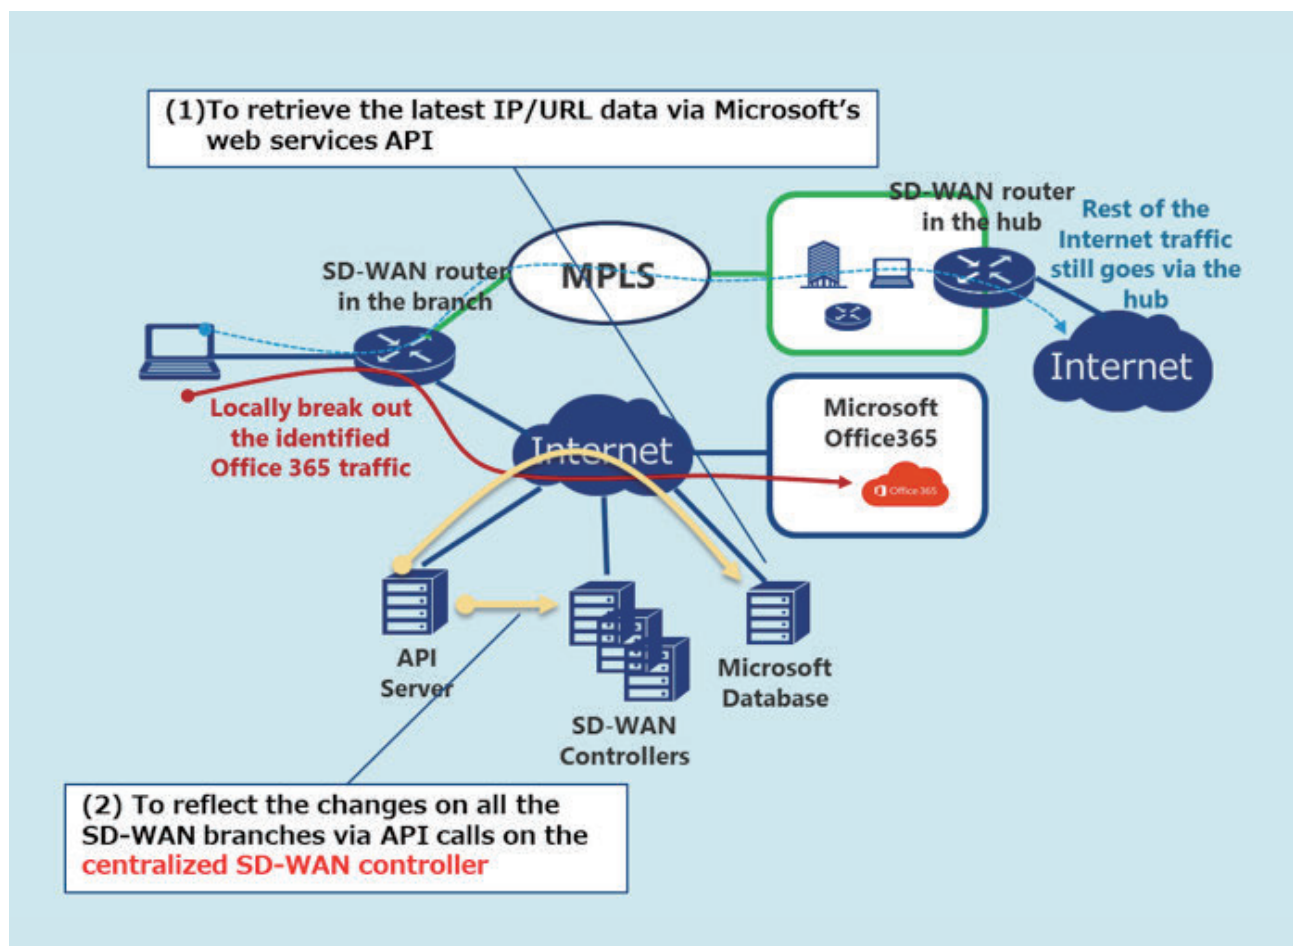 (1)To retrieve the latest IP/URL data via Microsoft's
web services API
SD-WAN router
in the hub
Rest of the
Internet traffic
still goes via the
hub
SD-WAN router
in the branch
MPLS
Internet
Locally break out
the identified
Office 365 traffic
Internet
Microsoft
Office365
Office 365
API
Server
SD-WAN
Controllers
Microsoft
Database
(2) To reflect the changes on all the
SD-WAN branches via API calls on the
centralized SD-WAN controller